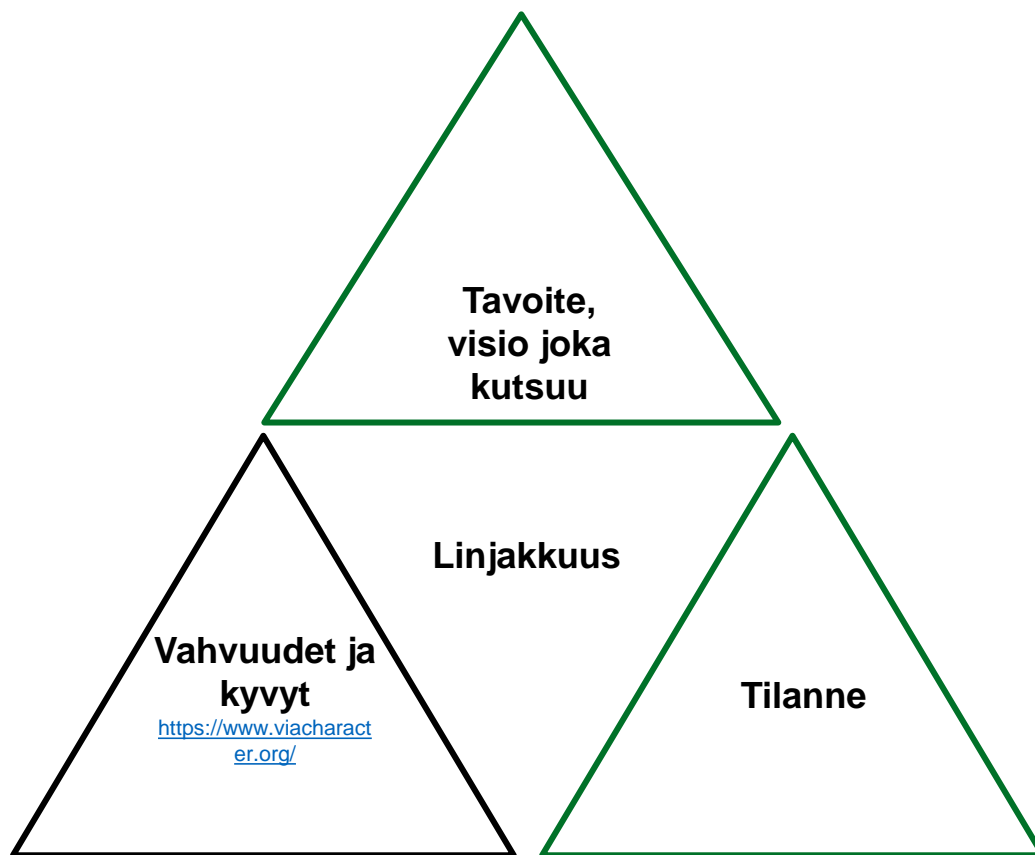 Tavoite,
visio joka
kutsuu
Linjakkuus
Vahvuudet ja
kyvyt
https://www.viacharact
er.org/
Tilanne